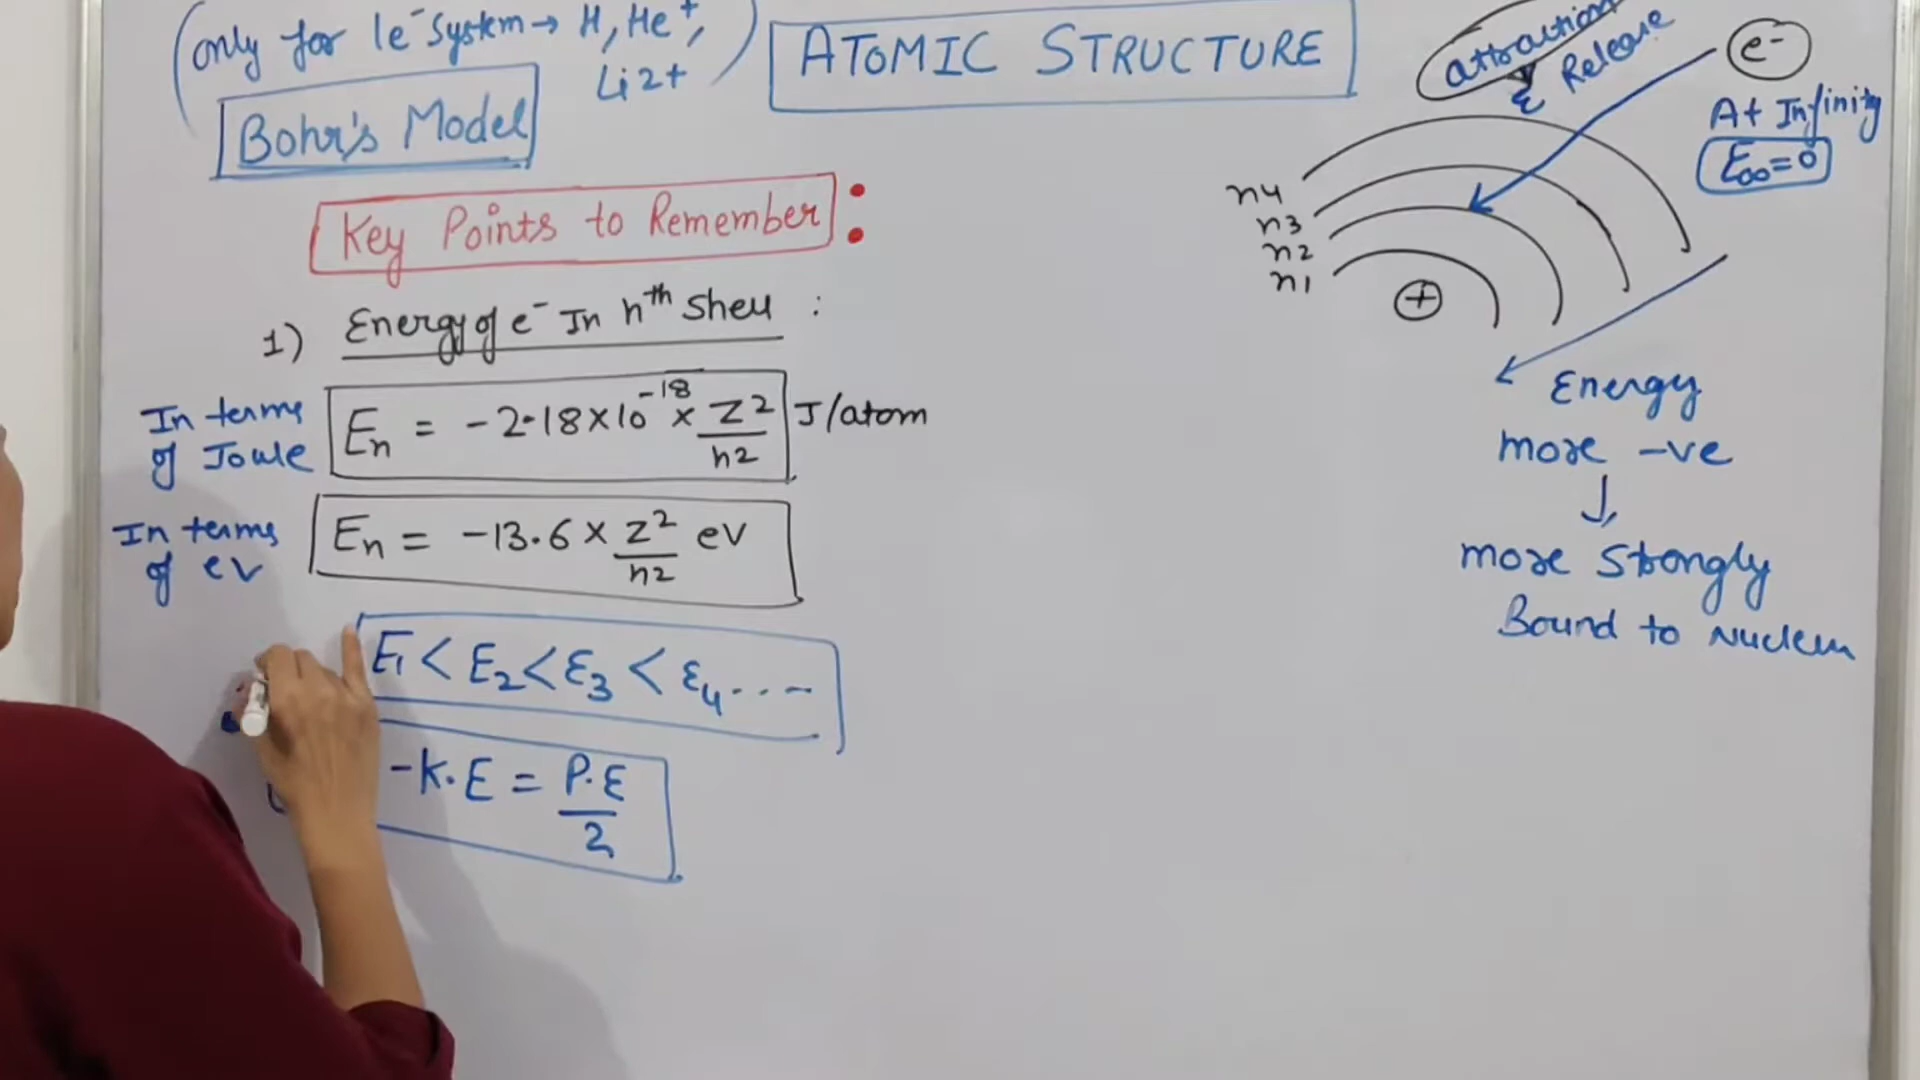 (only for 1e⁻ System → H, He⁺,
Li2+)
ATOMIC STRUCTURE
Bohr's Model
Key Points to Remember :
1) Energy of e⁻ In nth Shell :
In terms
of Joule
En = -2.18×10⁻¹⁸ × Z²/n2 J/atom
In terms
of ev
En = -13.6 × Z²/n2 eV
E1 < E2 < E3 < E4 . . . -
-K.E = P.E/2
attraction
E Release
e⁻
At Infinity
E∞ = 0
n4
n3
n2
n1
+
Energy
more -ve
more Strongly
Bound to